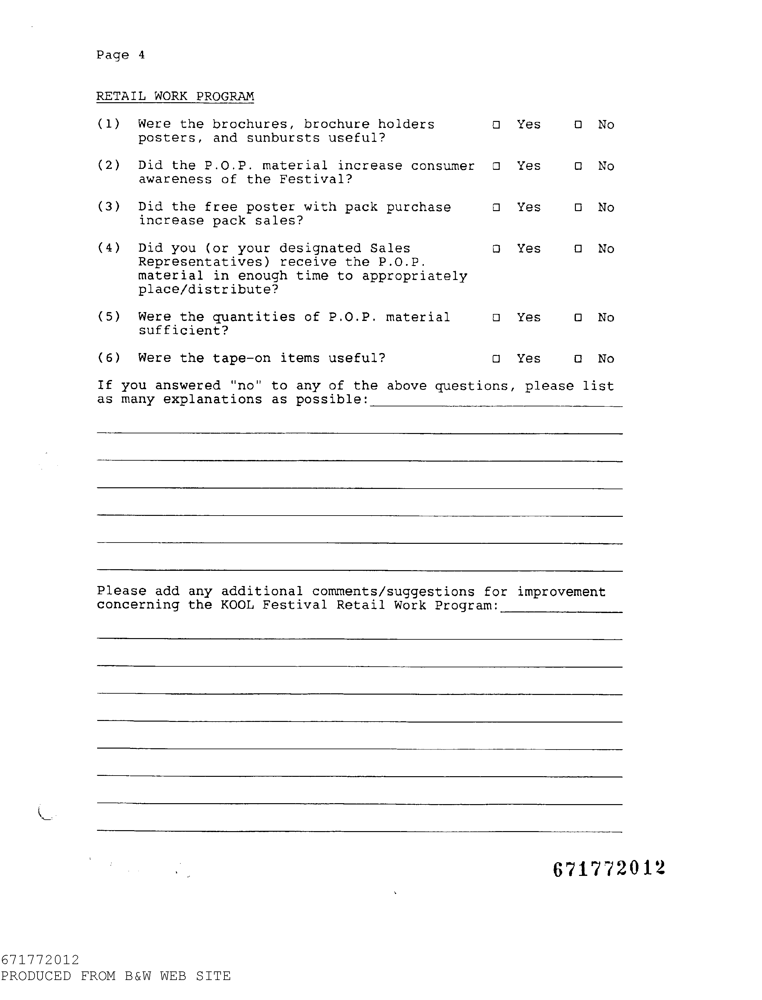 Page 4
RETAIL WORK PROGRAM
(1) Were the brochures, brochure holders □ Yes □ No
posters, and sunbursts useful?
(2) Did the P.O.P. material increase consumer □ Yes □ No
awareness of the Festival?
(3) Did the free poster with pack purchase □ Yes □ No
increase pack sales?
(4) Did you (or your designated Sales □ Yes □ No
Representatives) receive the P.O.P.
material in enough time to appropriately
place/distribute?
(5) Were the quantities of P.O.P. material □ Yes □ No
sufficient?
(6) Were the tape-on items useful? □ Yes □ No
If you answered "no" to any of the above questions, please list
as many explanations as possible:
Please add any additional comments/suggestions for improvement
concerning the KOOL Festival Retail Work Program:
671772012
671772012
PRODUCED FROM B&W WEB SITE